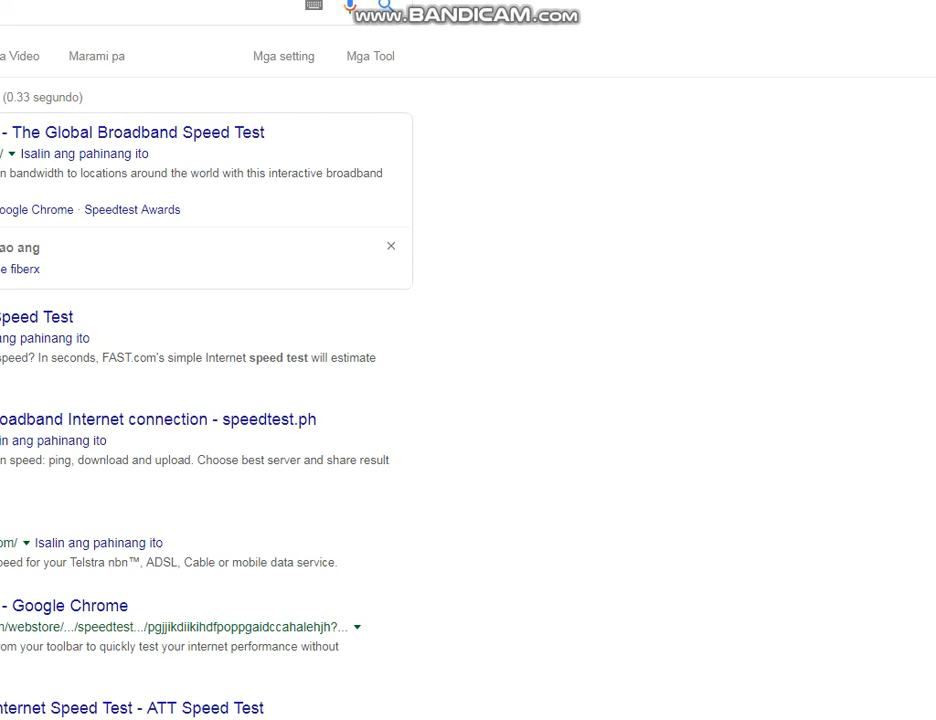 www.BANDICAM.com
a Video Marami pa Mga setting Mga Tool
(0.33 segundo)
- The Global Broadband Speed Test
/ Isalin ang pahinang ito
n bandwidth to locations around the world with this interactive broadband
oogle Chrome · Speedtest Awards
ao ang
e fiberx
Speed Test
ang pahinang ito
speed? In seconds, FAST.com's simple Internet speed test will estimate
oadband Internet connection - speedtest.ph
in ang pahinang ito
n speed: ping, download and upload. Choose best server and share result
om/ Isalin ang pahinang ito
peed for your Telstra nbn™, ADSL, Cable or mobile data service.
- Google Chrome
n/webstore/.../speedtest.../pgjjikdiikihdfpoppgaidccahalehjh?...
om your toolbar to quickly test your internet performance without
nternet Speed Test - ATT Speed Test